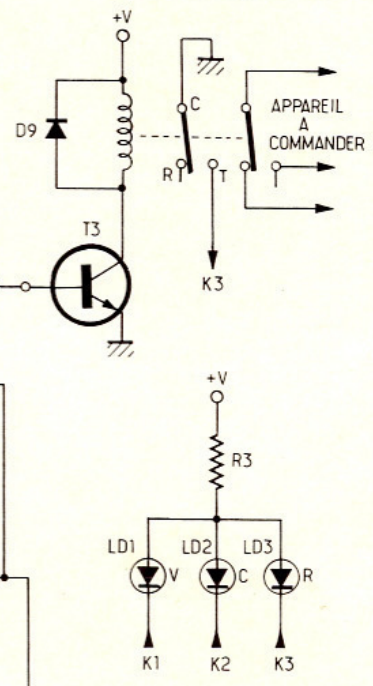 +V
D9
C
R
T
APPAREIL
A
COMMANDER
T3
K3
+V
R3
LD1
V
LD2
C
LD3
R
K1
K2
K3